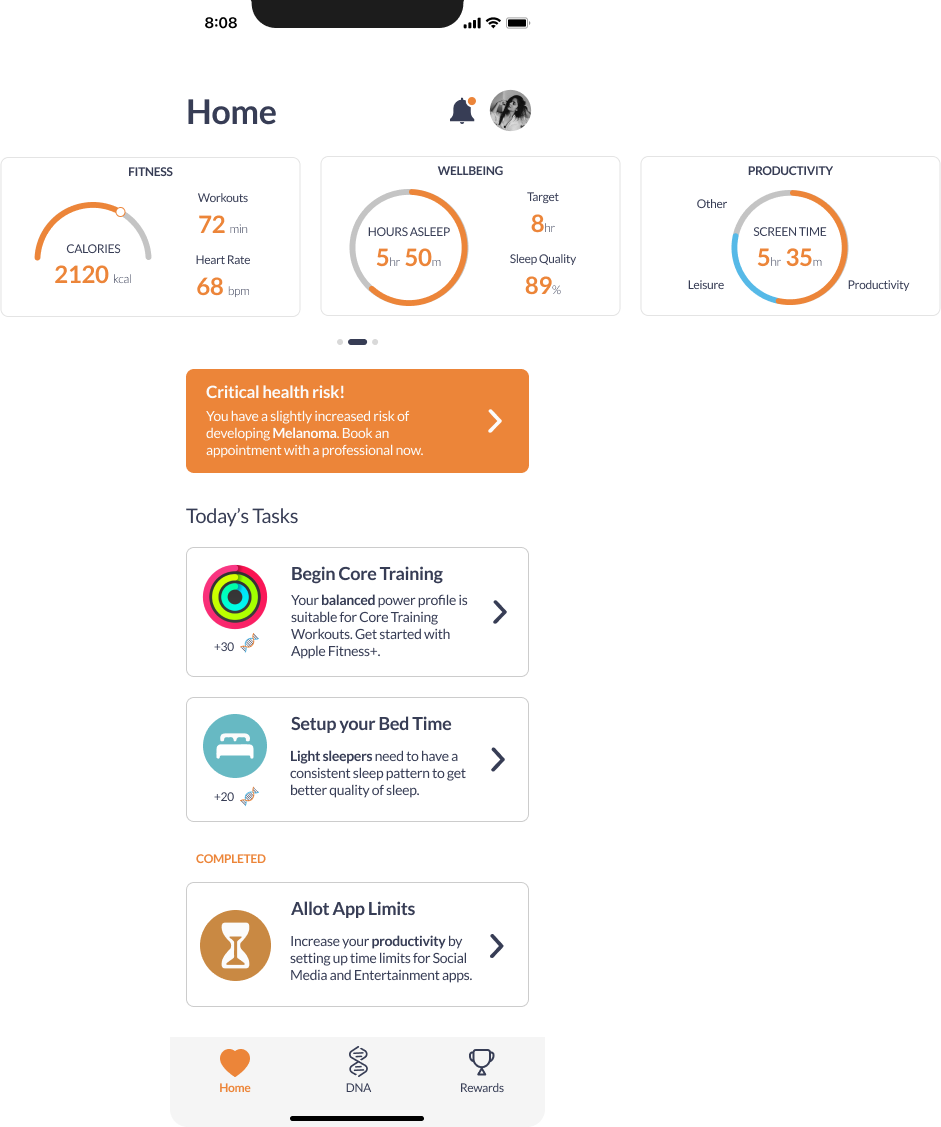 8:08
Home
FITNESS
CALORIES
2120 kcal
Workouts
72 min
Heart Rate
68 bpm
WELLBEING
HOURS ASLEEP
5hr 50m
Target
8hr
Sleep Quality
89%
PRODUCTIVITY
Other
SCREEN TIME
5hr 35m
Leisure
Productivity
Critical health risk!
You have a slightly increased risk of
developing Melanoma. Book an
appointment with a professional now.
Today’s Tasks
Begin Core Training
Your balanced power profile is
suitable for Core Training
Workouts. Get started with
Apple Fitness+.
+30
Setup your Bed Time
Light sleepers need to have a
consistent sleep pattern to get
better quality of sleep.
+20
COMPLETED
Allot App Limits
Increase your productivity by
setting up time limits for Social
Media and Entertainment apps.
Home
DNA
Rewards